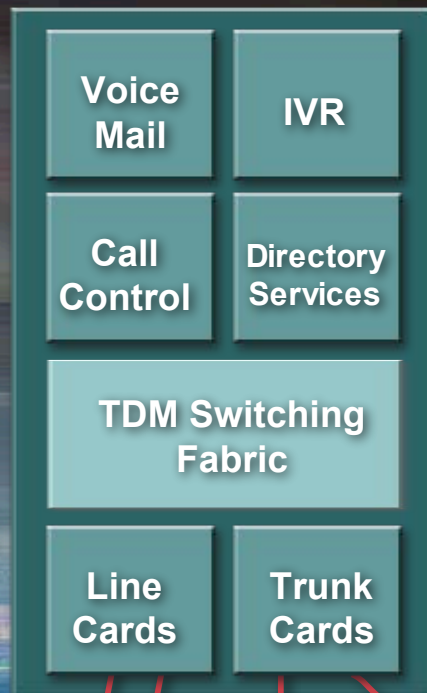 Voice
Mail
IVR
Call
Control
Directory
Services
TDM Switching
Fabric
Line
Cards
Trunk
Cards